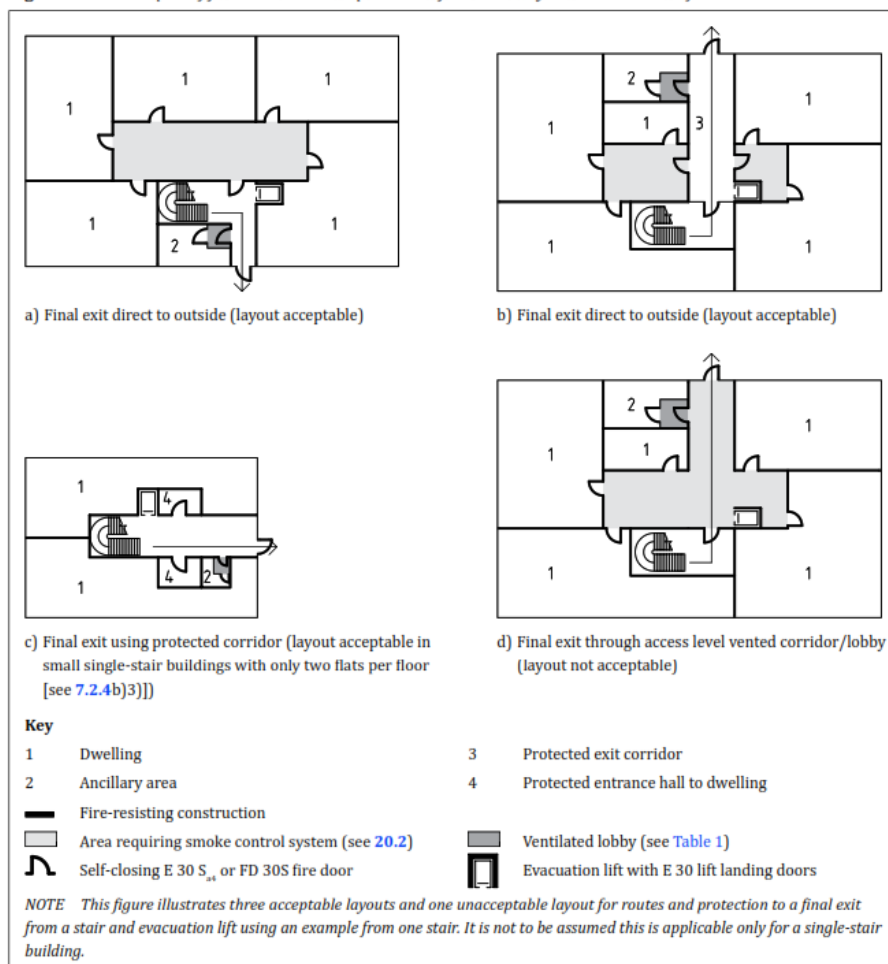 1
1
1
1
1
2
a) Final exit direct to outside (layout acceptable)
2
1
1
1
3
1
1
b) Final exit direct to outside (layout acceptable)
1
4
4
2
1
c) Final exit using protected corridor (layout acceptable in
small single-stair buildings with only two flats per floor
[see 7.2.4b)3)])
2
1
1
1
1
1
d) Final exit through access level vented corridor/lobby
(layout not acceptable)
Key
1 Dwelling
3 Protected exit corridor
2 Ancillary area
4 Protected entrance hall to dwelling
Fire-resisting construction
Area requiring smoke control system (see 20.2)
Ventilated lobby (see Table 1)
Self-closing E 30 Sa4 or FD 30S fire door
Evacuation lift with E 30 lift landing doors
NOTE This figure illustrates three acceptable layouts and one unacceptable layout for routes and protection to a final exit
from a stair and evacuation lift using an example from one stair. It is not to be assumed this is applicable only for a single-stair
building.